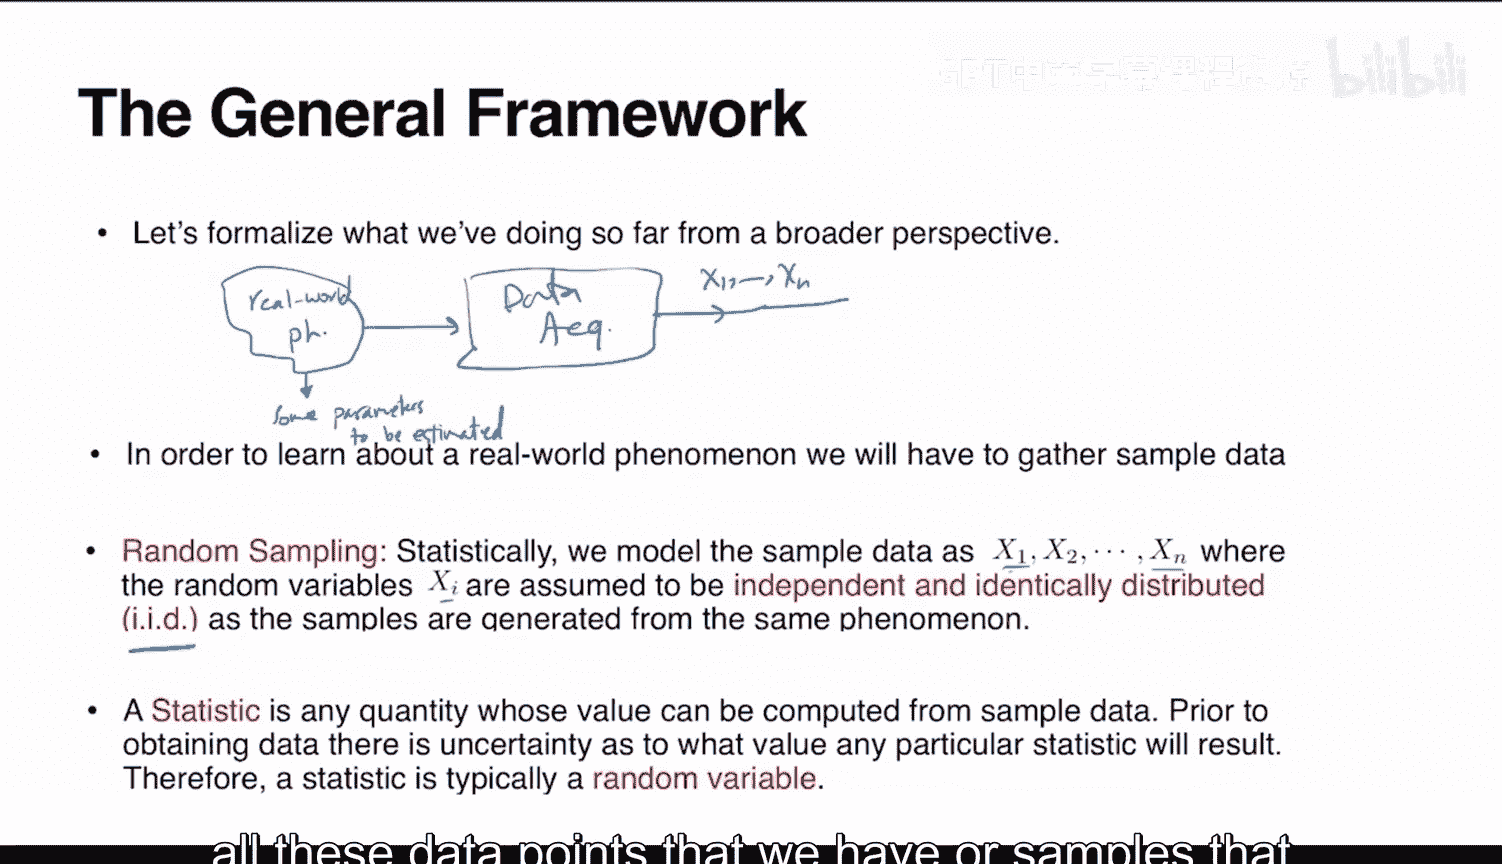 bilibili
The General Framework
• Let's formalize what we've doing so far from a broader perspective.
real-world
ph.
Data
Acq.
X₁,—,Xₙ
Some parameters
to be estimated
• In order to learn about a real-world phenomenon we will have to gather sample data
• Random Sampling: Statistically, we model the sample data as X₁, X₂, ⋯ , Xₙ where
the random variables Xᵢ are assumed to be independent and identically distributed
(i.i.d.) as the samples are generated from the same phenomenon.
• A Statistic is any quantity whose value can be computed from sample data. Prior to
obtaining data there is uncertainty as to what value any particular statistic will result.
Therefore, a statistic is typically a random variable.
all these data points that we have or samples that